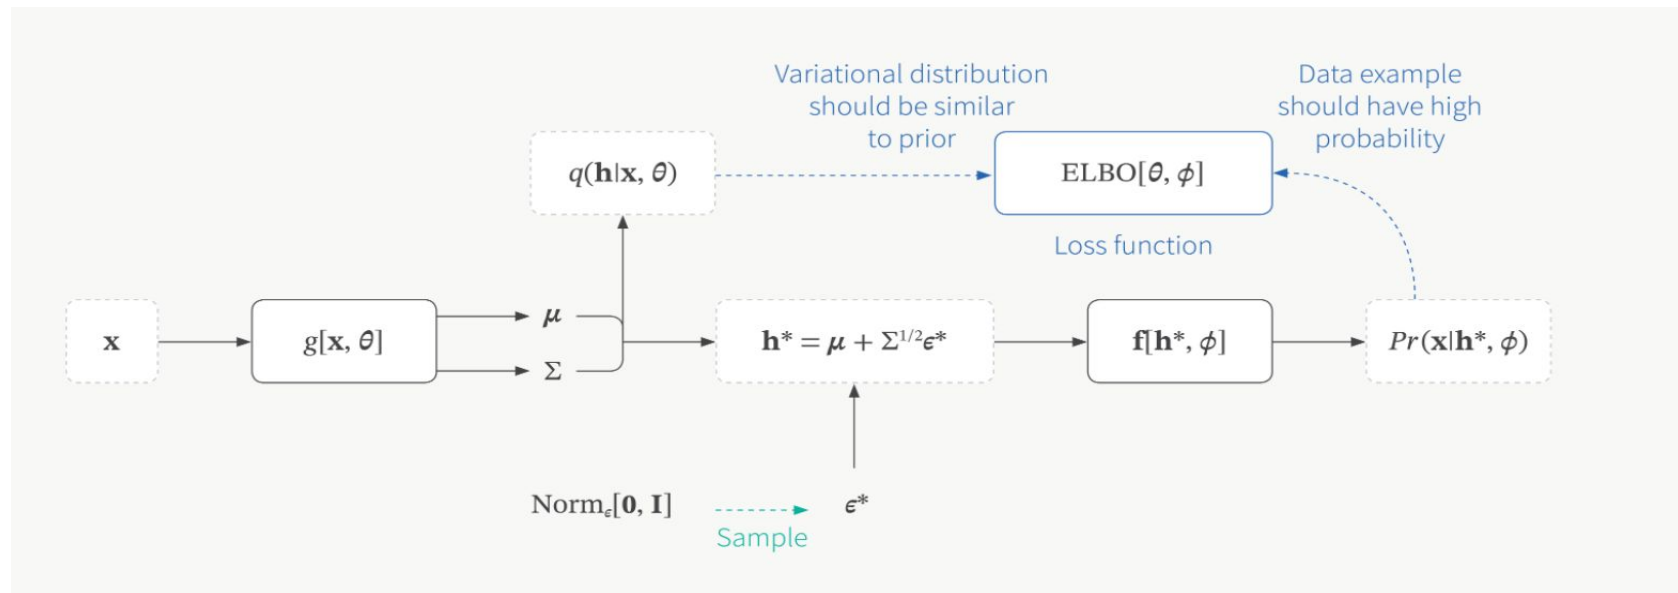 Variational distribution
should be similar
to prior
Data example
should have high
probability
q(h|x, θ)
ELBO[θ, ϕ]
Loss function
x
g[x, θ]
μ
Σ
h* = μ + Σ^{1/2}ϵ*
f[h*, ϕ]
Pr(x|h*, ϕ)
Norm_ϵ[0, I]
Sample
ϵ*